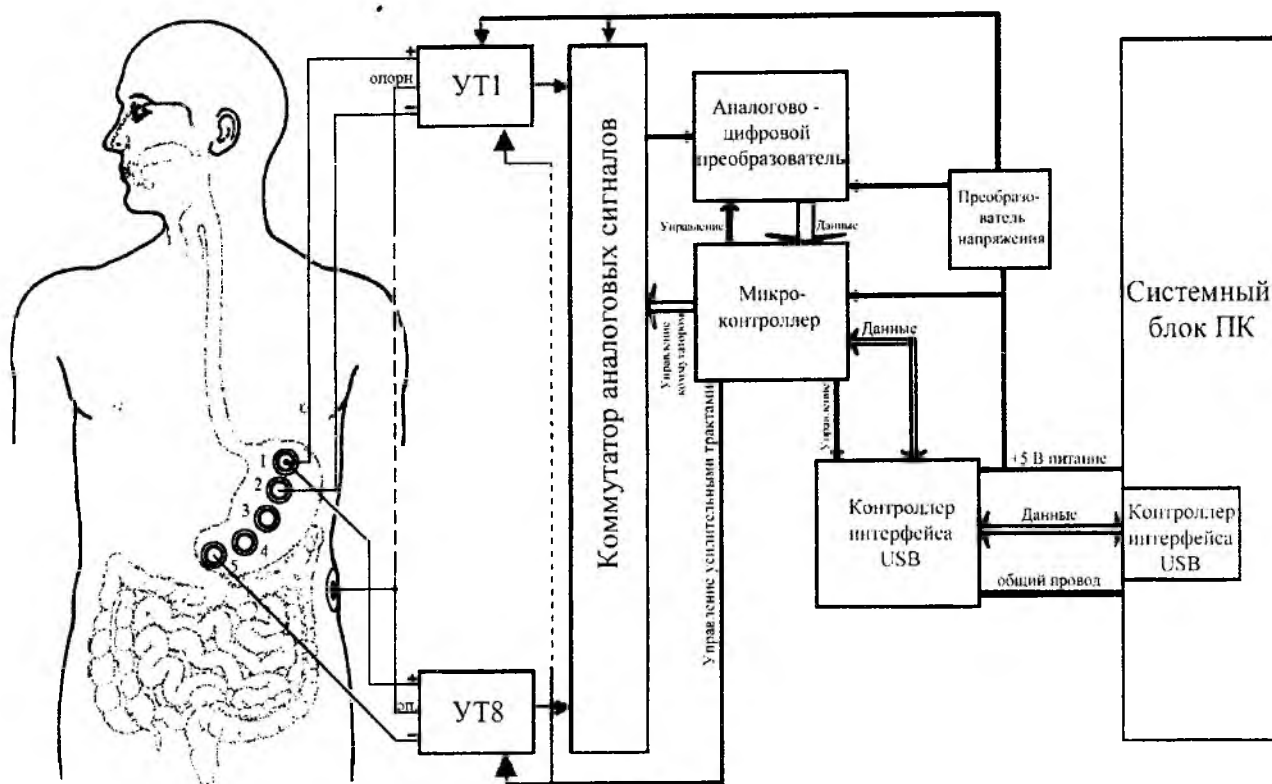 +
опорн
−
УТ1
Коммутатор аналоговых сигналов
Аналогово -
цифровой
преобразователь
Преобразо-
ватель
напряжения
Управление
Данные
Микро-
контроллер
Системный
блок ПК
Управление
коммутатором
Данные
Управление
Управление усилительными трактами
1
2
3
4
5
+5 В питание
Контроллер
интерфейса
USB
Данные
Контроллер
интерфейса
USB
общий провод
+
оп.
−
УТ8